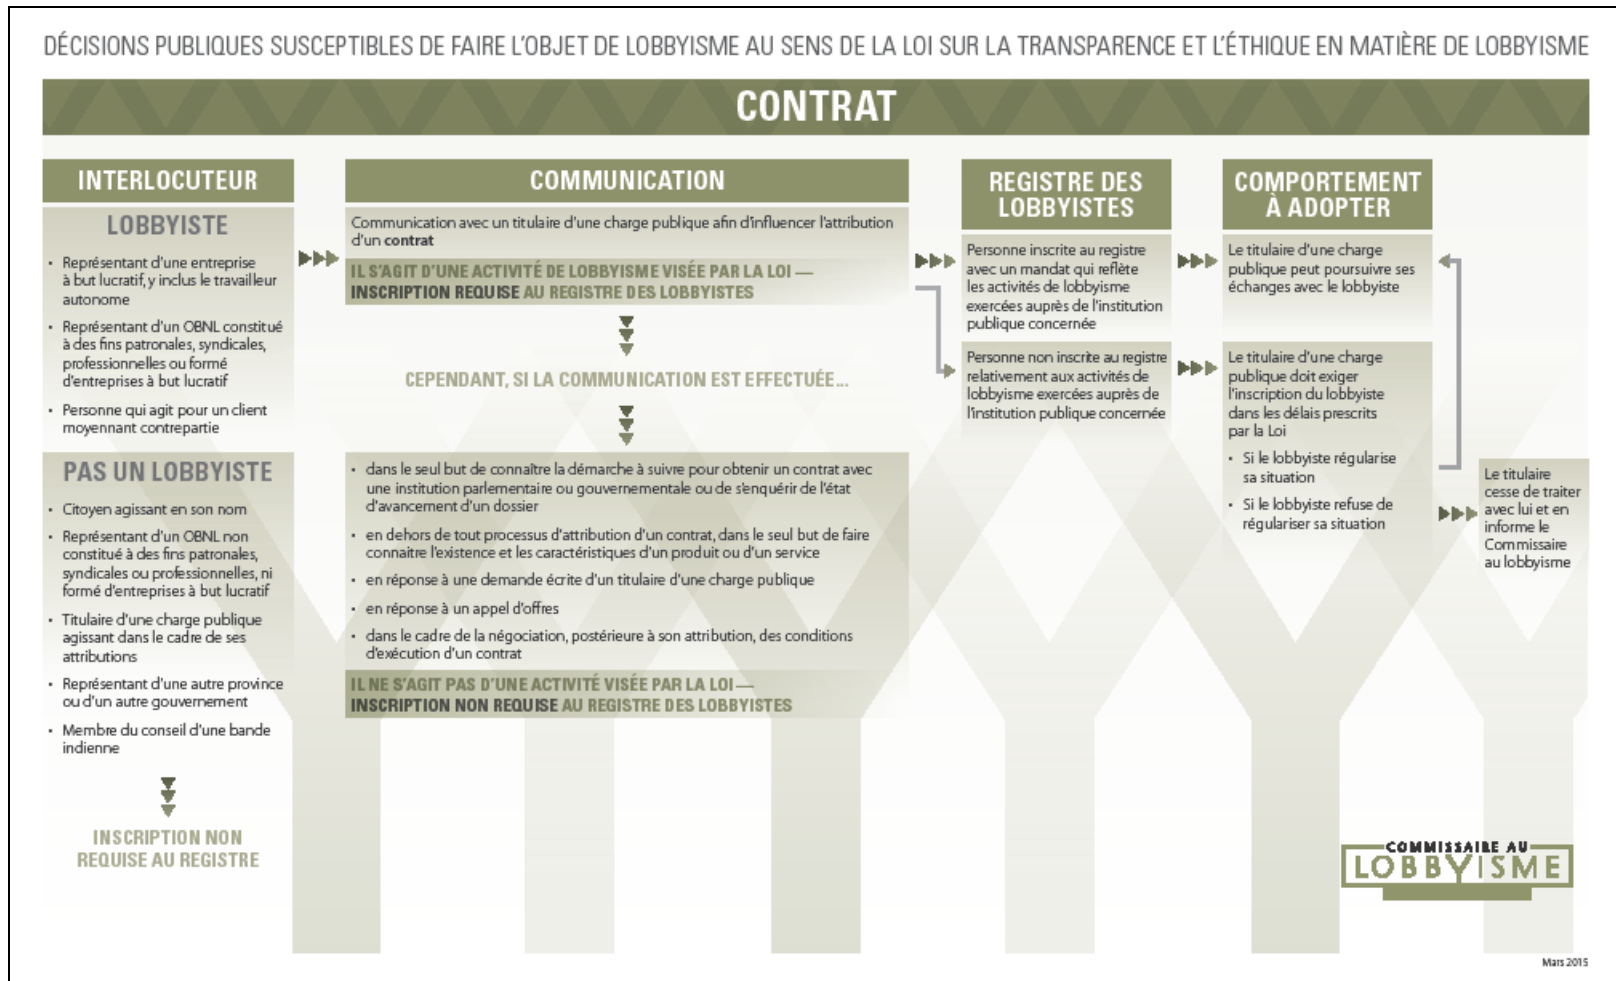 DÉCISIONS PUBLIQUES SUSCEPTIBLES DE FAIRE L'OBJET DE LOBBYISME AU SENS DE LA LOI SUR LA TRANSPARENCE ET L'ÉTHIQUE EN MATIÈRE DE LOBBYISME
CONTRAT
INTERLOCUTEUR
LOBBYISTE
• Représentant d'une entreprise
à but lucratif, y inclus le travailleur
autonome
• Représentant d'un OBNL constitué
à des fins patronales, syndicales,
professionnelles ou formé
d'entreprises à but lucratif
• Personne qui agit pour un client
moyennant contrepartie
PAS UN LOBBYISTE
• Citoyen agissant en son nom
• Représentant d'un OBNL non
constitué à des fins patronales,
syndicales ou professionnelles, ni
formé d'entreprises à but lucratif
• Titulaire d'une charge publique
agissant dans le cadre de ses
attributions
• Représentant d'une autre province
ou d'un autre gouvernement
• Membre du conseil d'une bande
indienne
INSCRIPTION NON
REQUISE AU REGISTRE
COMMUNICATION
Communication avec un titulaire d'une charge publique afin d'influencer l'attribution
d'un contrat
IL S'AGIT D'UNE ACTIVITÉ DE LOBBYISME VISÉE PAR LA LOI —
INSCRIPTION REQUISE AU REGISTRE DES LOBBYISTES
CEPENDANT, SI LA COMMUNICATION EST EFFECTUÉE...
• dans le seul but de connaître la démarche à suivre pour obtenir un contrat avec
une institution parlementaire ou gouvernementale ou de s'enquérir de l'état
d'avancement d'un dossier
• en dehors de tout processus d'attribution d'un contrat, dans le seul but de faire
connaitre l'existence et les caractéristiques d'un produit ou d'un service
• en réponse à une demande écrite d'un titulaire d'une charge publique
• en réponse à un appel d'offres
• dans le cadre de la négociation, postérieure à son attribution, des conditions
d'exécution d'un contrat
IL NE S'AGIT PAS D'UNE ACTIVITÉ VISÉE PAR LA LOI —
INSCRIPTION NON REQUISE AU REGISTRE DES LOBBYISTES
REGISTRE DES
LOBBYISTES
Personne inscrite au registre
avec un mandat qui reflète
les activités de lobbyisme
exercées auprès de l'institution
publique concernée
Personne non inscrite au registre
relativement aux activités de
lobbyisme exercées auprès de
l'institution publique concernée
COMPORTEMENT
À ADOPTER
Le titulaire d'une charge
publique peut poursuivre ses
échanges avec le lobbyiste
Le titulaire d'une charge
publique doit exiger
l'inscription du lobbyiste
dans les délais prescrits
par la Loi
• Si le lobbyiste régularise
sa situation
• Si le lobbyiste refuse de
régulariser sa situation
Le titulaire
cesse de traiter
avec lui et en
informe le
Commissaire
au lobbyisme
COMMISSAIRE AU
LOBBYISME
Mars 2015